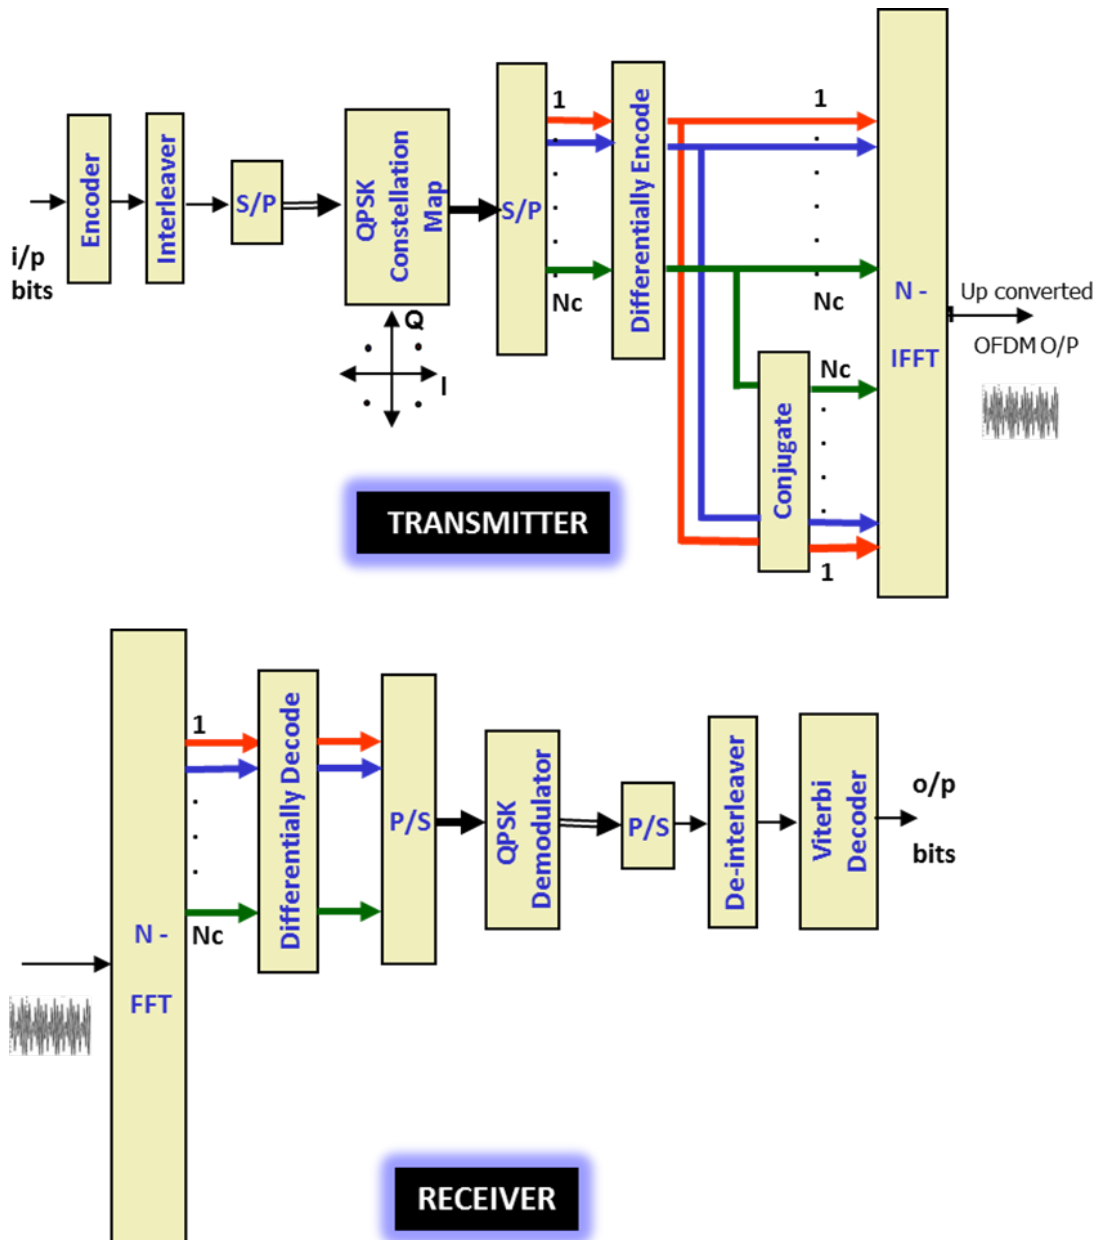 i/p
bits
Encoder
Interleaver
S/P
QPSK
Constellation
Map
Q
I
S/P
1
Nc
Differentially Encode
1
Nc
Conjugate
Nc
1
N -
IFFT
Up converted
OFDM O/P
TRANSMITTER
N -
FFT
1
Nc
Differentially Decode
P/S
QPSK
Demodulator
P/S
De-interleaver
Viterbi
Decoder
o/p
bits
RECEIVER